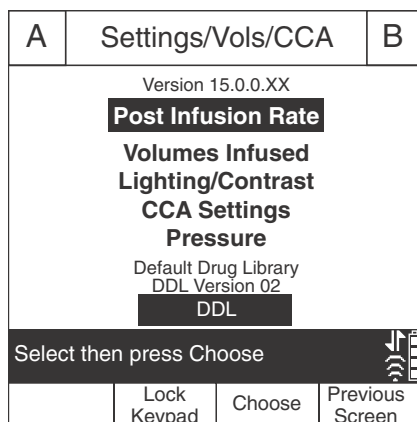 A Settings/Vols/CCA B
Version 15.0.0.XX
Post Infusion Rate
Volumes Infused
Lighting/Contrast
CCA Settings
Pressure
Default Drug Library
DDL Version 02
DDL
Select then press Choose
Lock Keypad
Choose
Previous Screen